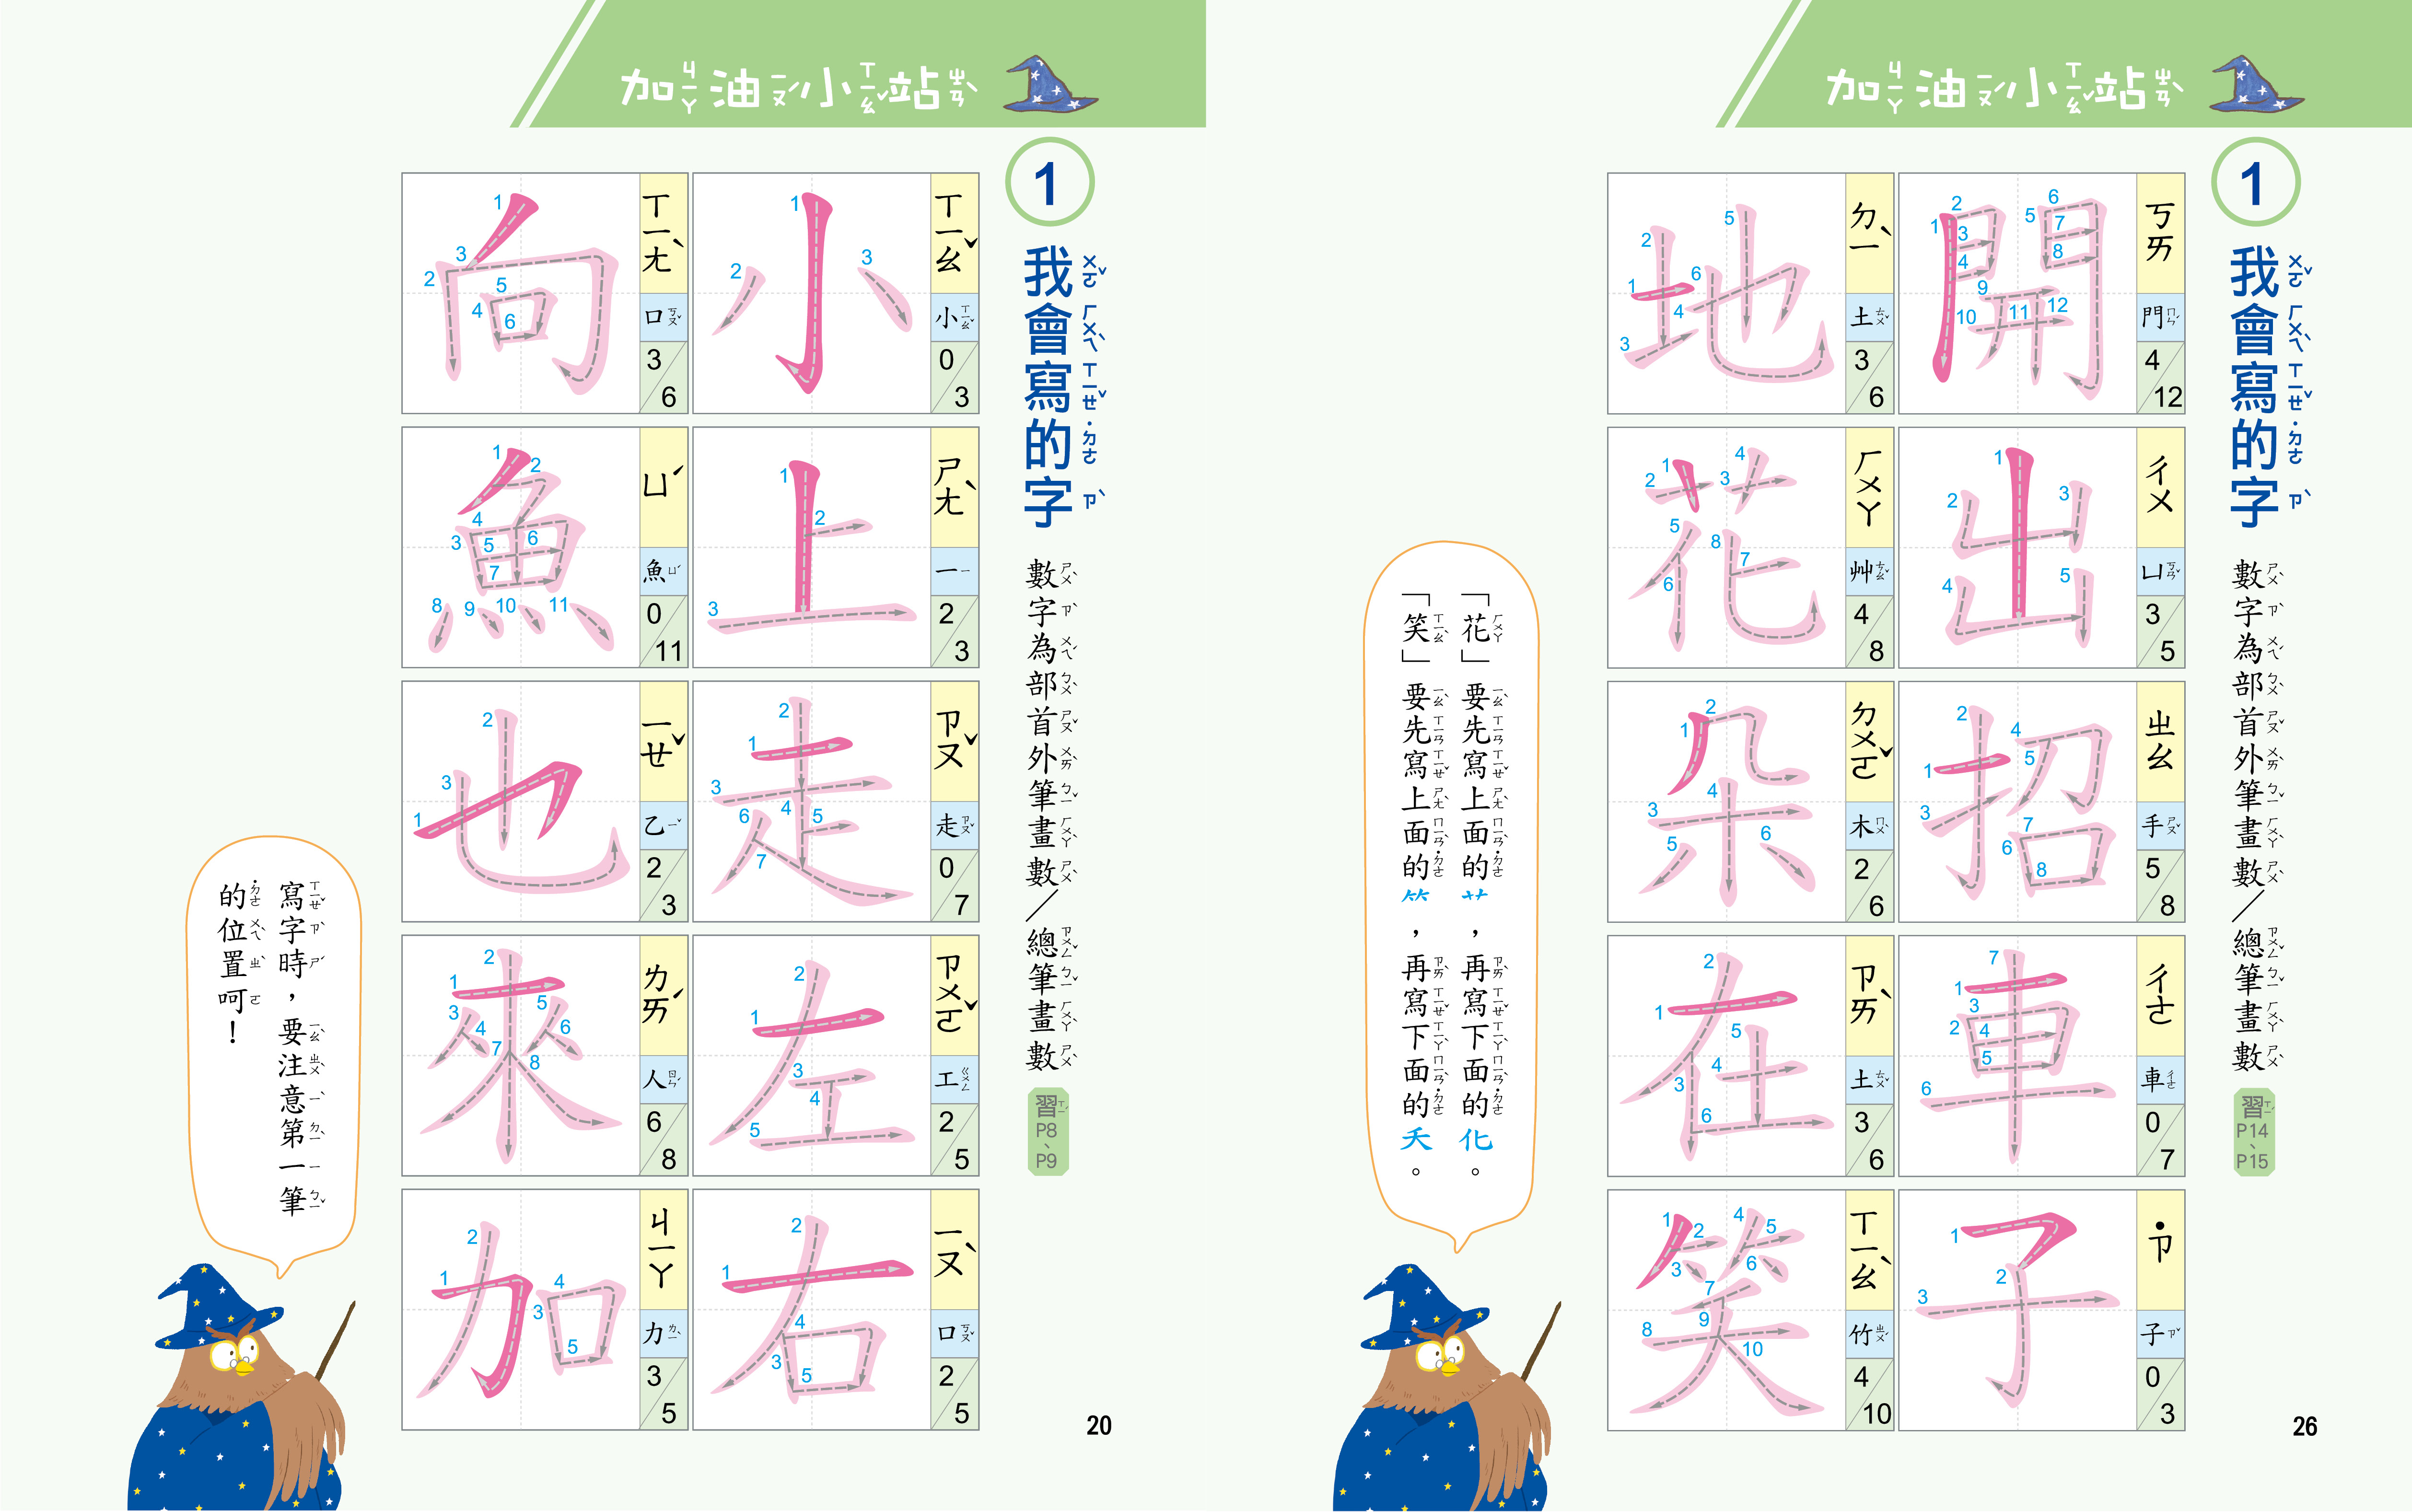 加油小站
1
我會寫的字
數字為部首外筆畫數／總筆畫數
習 P8、P9
小 ㄒㄧㄠˇ 小 0/3
上 ㄕㄤˋ 一 2/3
走 ㄗㄡˇ 走 0/7
左 ㄗㄨㄛˇ 工 2/5
右 ㄧㄡˋ 口 2/5
向 ㄒㄧㄤˋ 口 3/6
魚 ㄩˊ 魚 0/11
也 ㄧㄝˇ 乙 2/3
來 ㄌㄞˊ 人 6/8
加 ㄐㄧㄚ 力 3/5
寫字時，要注意第一筆
的位置呵！
20
加油小站
1
我會寫的字
數字為部首外筆畫數／總筆畫數
習 P14、P15
開 ㄎㄞ 門 4/12
出 ㄔㄨ 凵 3/5
招 ㄓㄠ 手 5/8
車 ㄔㄜ 車 0/7
子 ˙ㄗ 子 0/3
地 ㄉㄧˋ 土 3/6
花 ㄏㄨㄚ 艸 4/8
朵 ㄉㄨㄛˇ 木 2/6
在 ㄗㄞˋ 土 3/6
笑 ㄒㄧㄠˋ 竹 4/10
「花」要先寫上面的艹，再寫下面的化。
「笑」要先寫上面的⺮，再寫下面的夭。
26